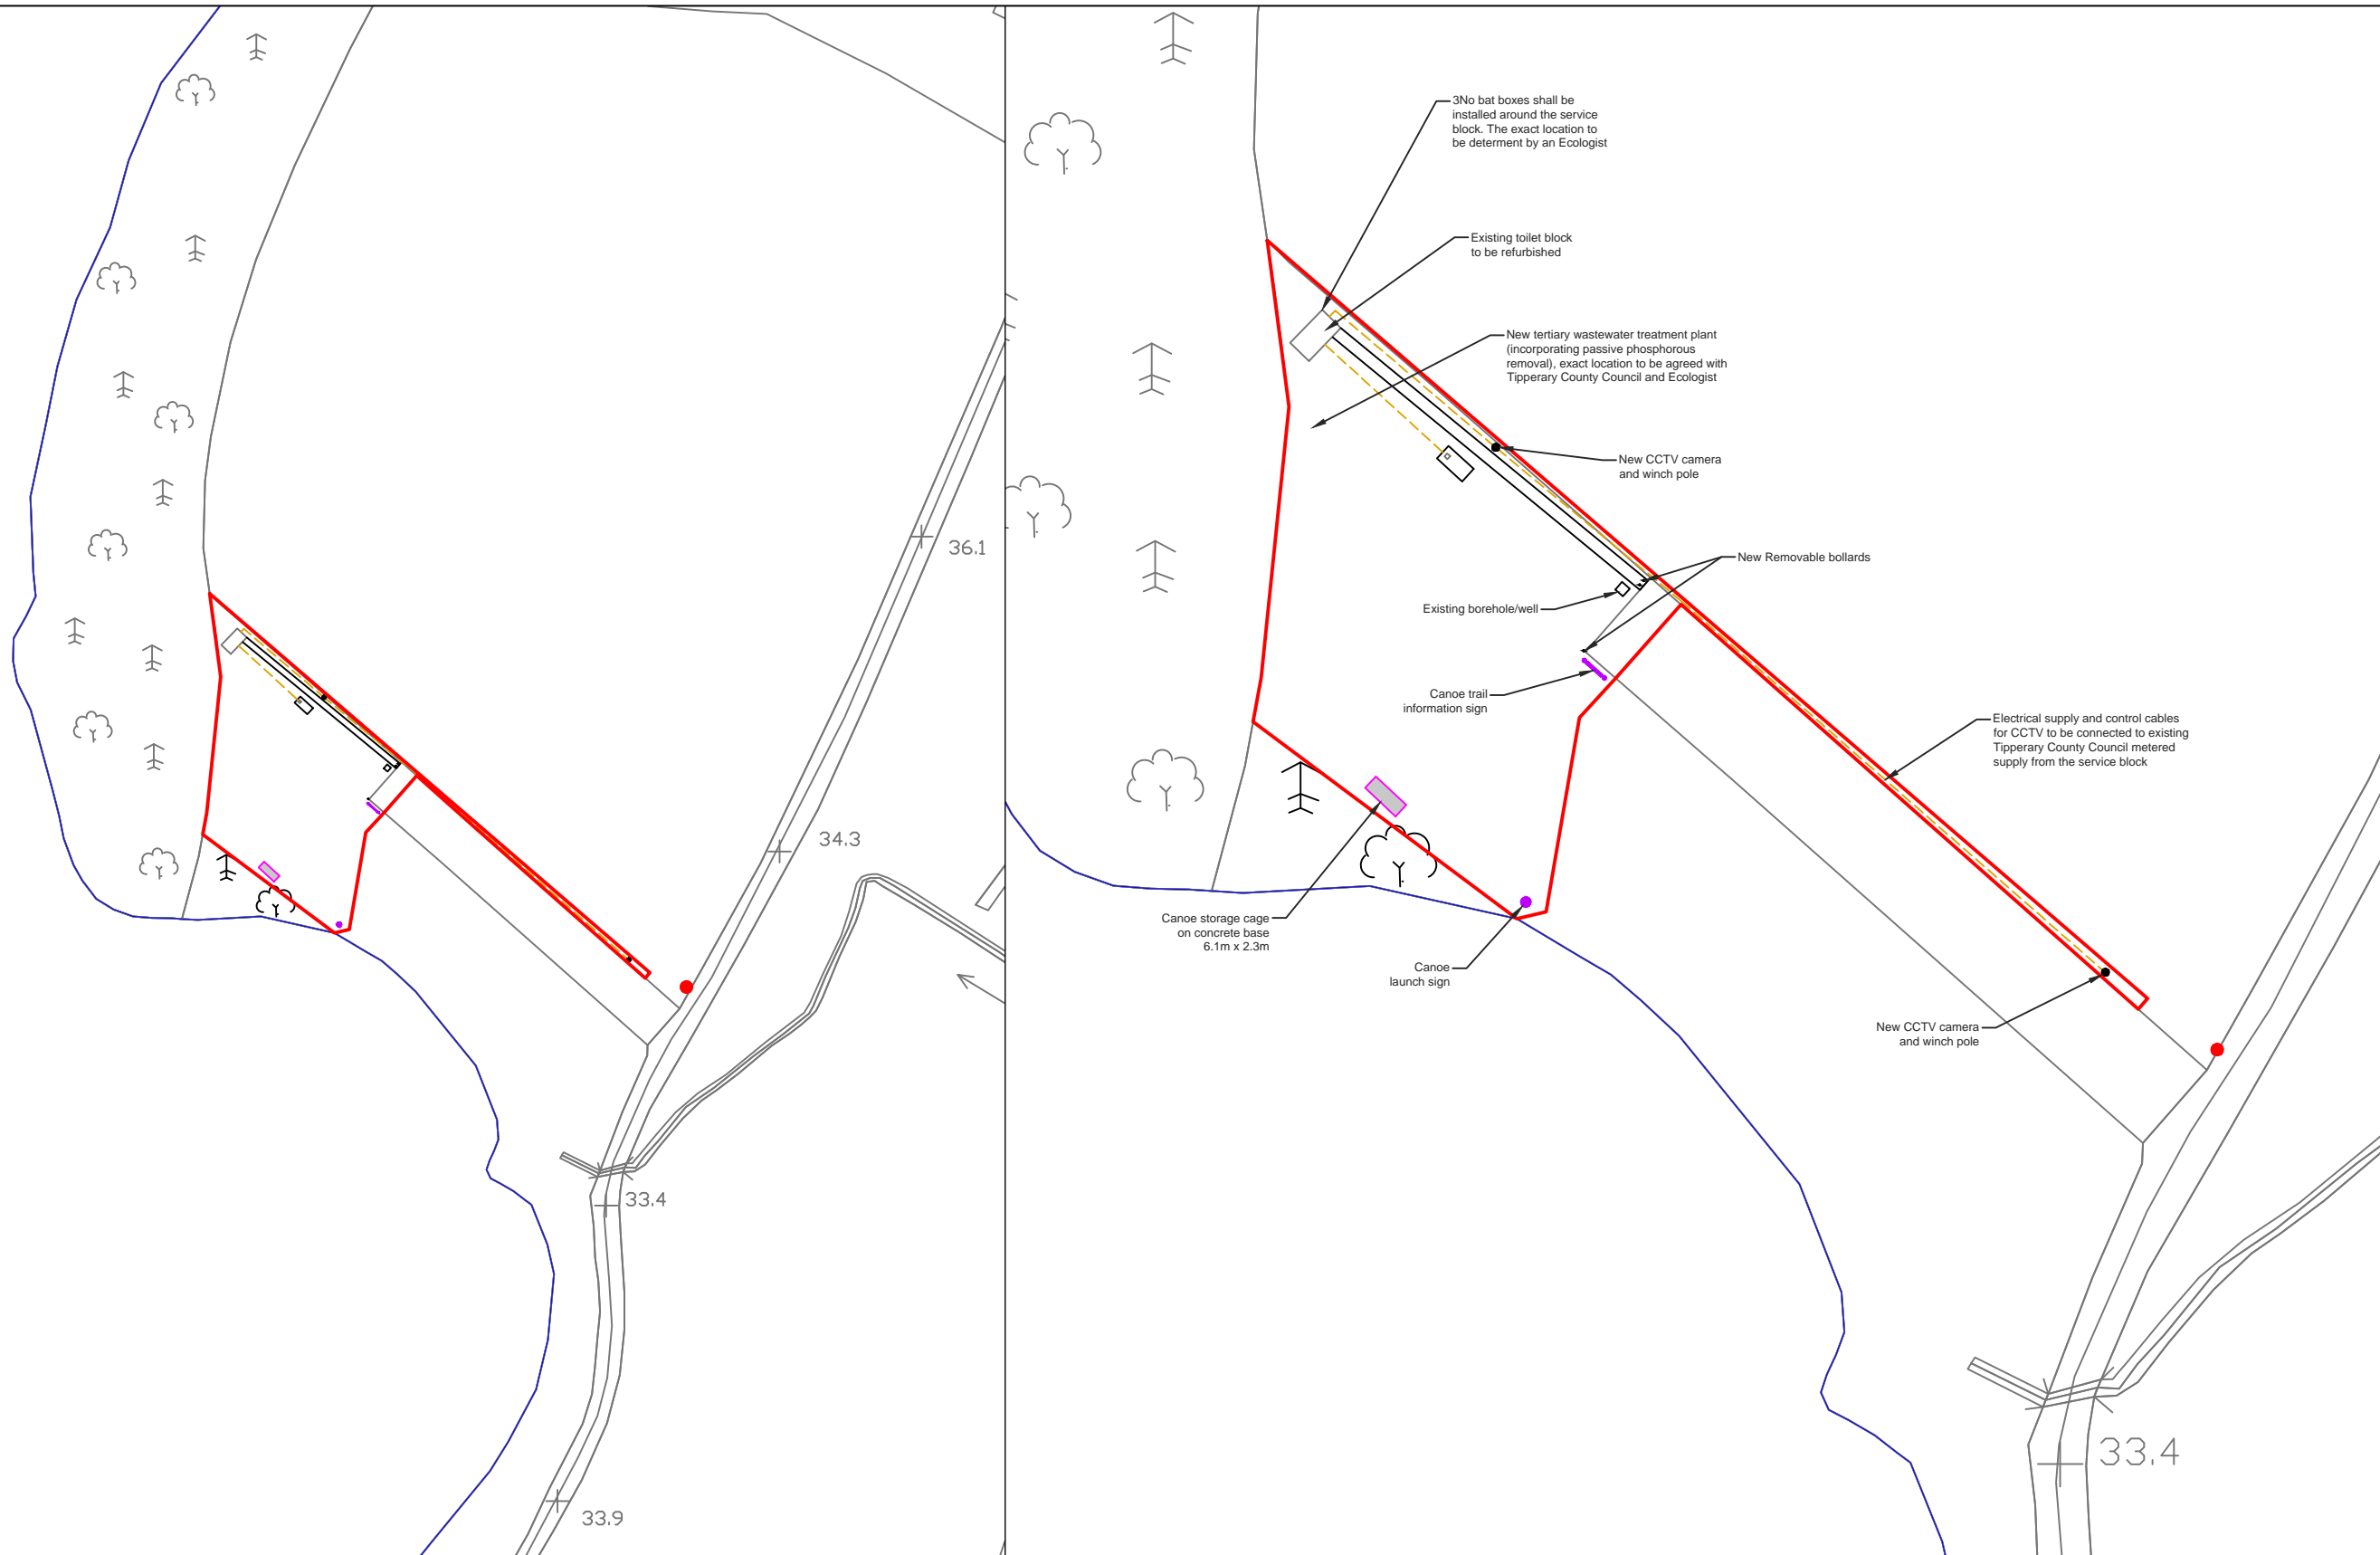 36.1
34.3
33.4
33.9
3No bat boxes shall be
installed around the service
block. The exact location to
be determent by an Ecologist
Existing toilet block
to be refurbished
New tertiary wastewater treatment plant
(incorporating passive phosphorous
removal), exact location to be agreed with
Tipperary County Council and Ecologist
New CCTV camera
and winch pole
New Removable bollards
Existing borehole/well
Canoe trail
information sign
Electrical supply and control cables
for CCTV to be connected to existing
Tipperary County Council metered
supply from the service block
Canoe storage cage
on concrete base
6.1m x 2.3m
Canoe
launch sign
New CCTV camera
and winch pole
33.4